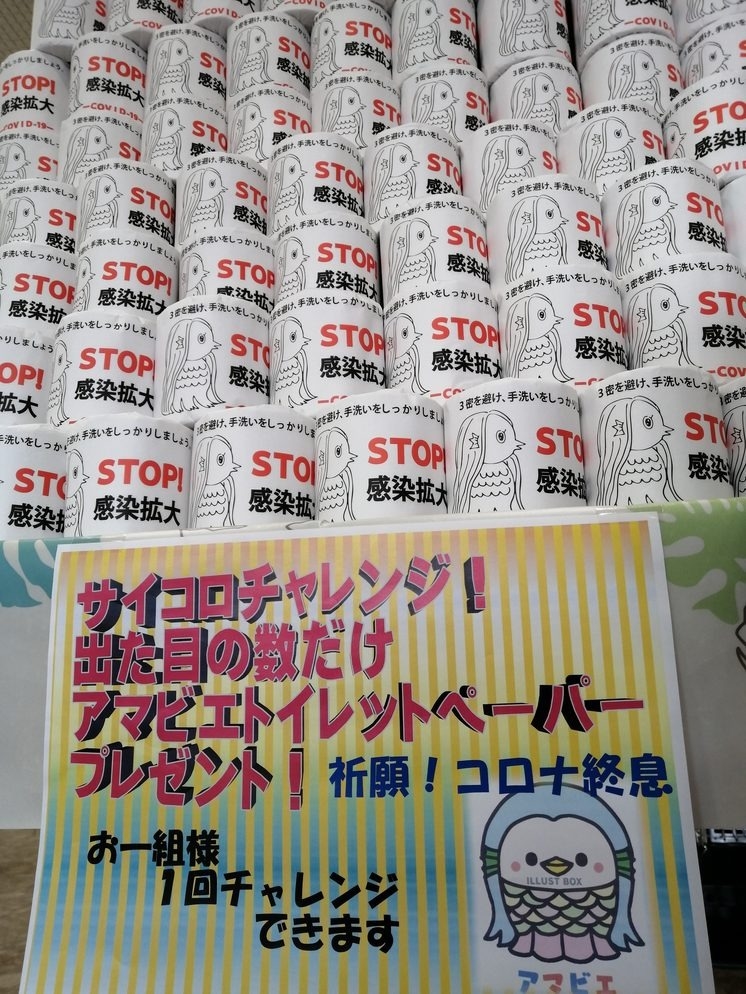 3密を避け、手洗いをしっかりしましょう
STOP!
感染拡大
-COVID-19-
サイコロチャレンジ！
出た目の数だけ
アマビエトイレットペーパー
プレゼント！
祈願！コロナ終息
お一組様
1回チャレンジ
できます
ILLUST BOX
アマビエ